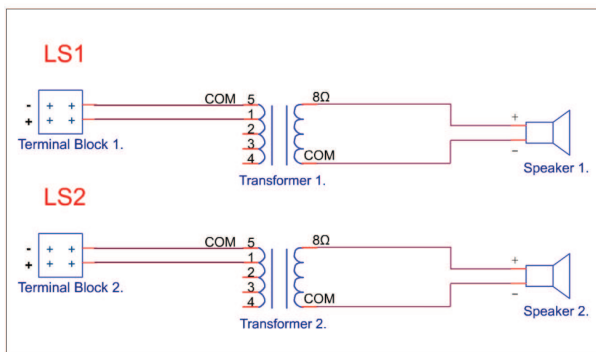 LS1
COM 5 8Ω
- 1 +
+ 2
Terminal Block 1. 3 COM −
4 Speaker 1.
Transformer 1.
LS2
COM 5 8Ω
- 1 +
+ 2
Terminal Block 2. 3 COM −
4 Speaker 2.
Transformer 2.